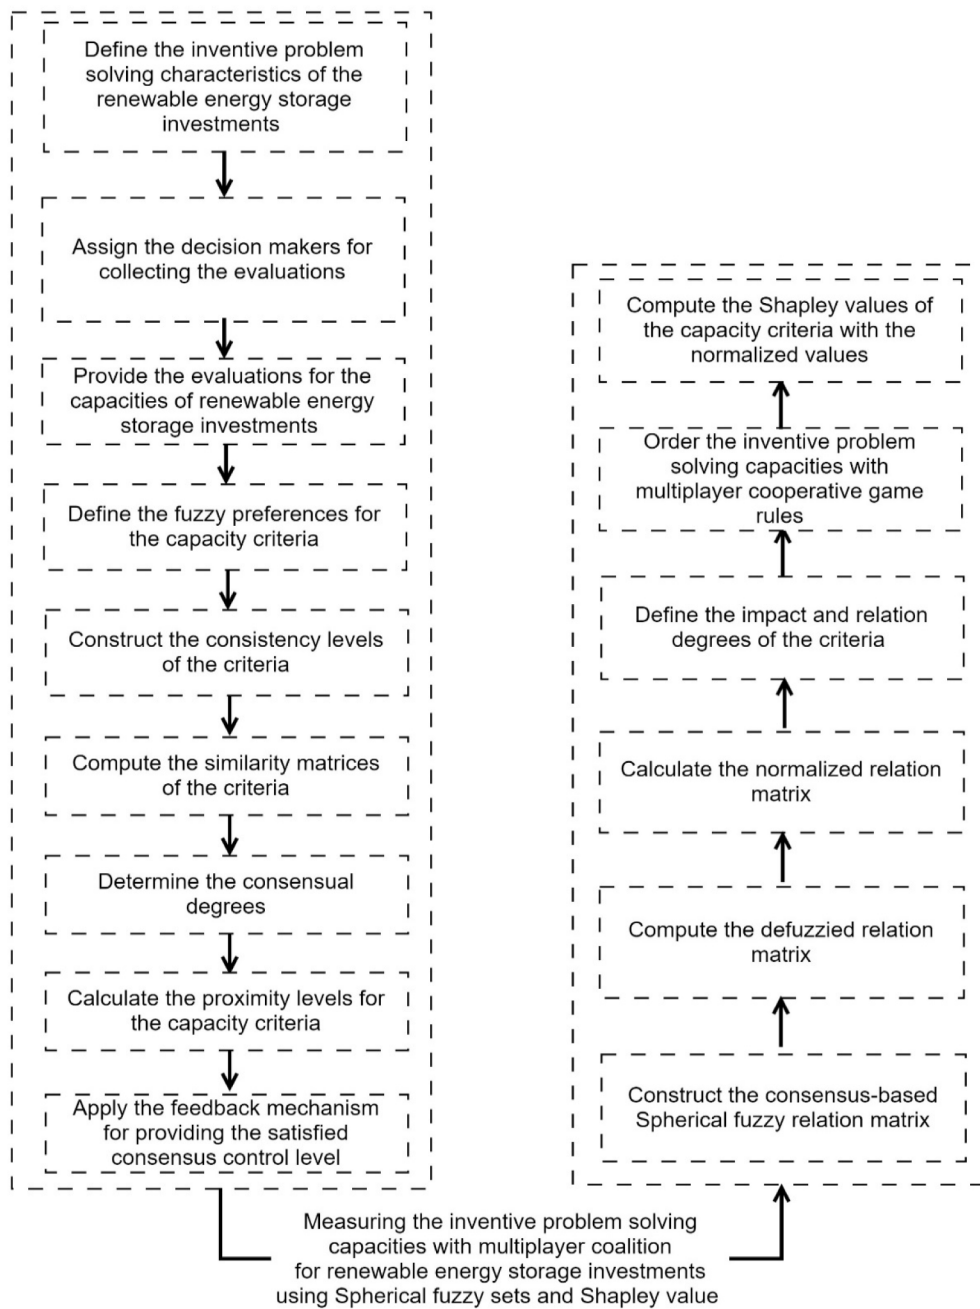 Define the inventive problem
solving characteristics of the
renewable energy storage
investments
Assign the decision makers for
collecting the evaluations
Provide the evaluations for the
capacities of renewable energy
storage investments
Define the fuzzy preferences for
the capacity criteria
Construct the consistency levels
of the criteria
Compute the similarity matrices
of the criteria
Determine the consensual
degrees
Calculate the proximity levels for
the capacity criteria
Apply the feedback mechanism
for providing the satisfied
consensus control level
Measuring the inventive problem solving
capacities with multiplayer coalition
for renewable energy storage investments
using Spherical fuzzy sets and Shapley value
Construct the consensus-based
Spherical fuzzy relation matrix
Compute the defuzzied relation
matrix
Calculate the normalized relation
matrix
Define the impact and relation
degrees of the criteria
Order the inventive problem
solving capacities with
multiplayer cooperative game
rules
Compute the Shapley values of
the capacity criteria with the
normalized values